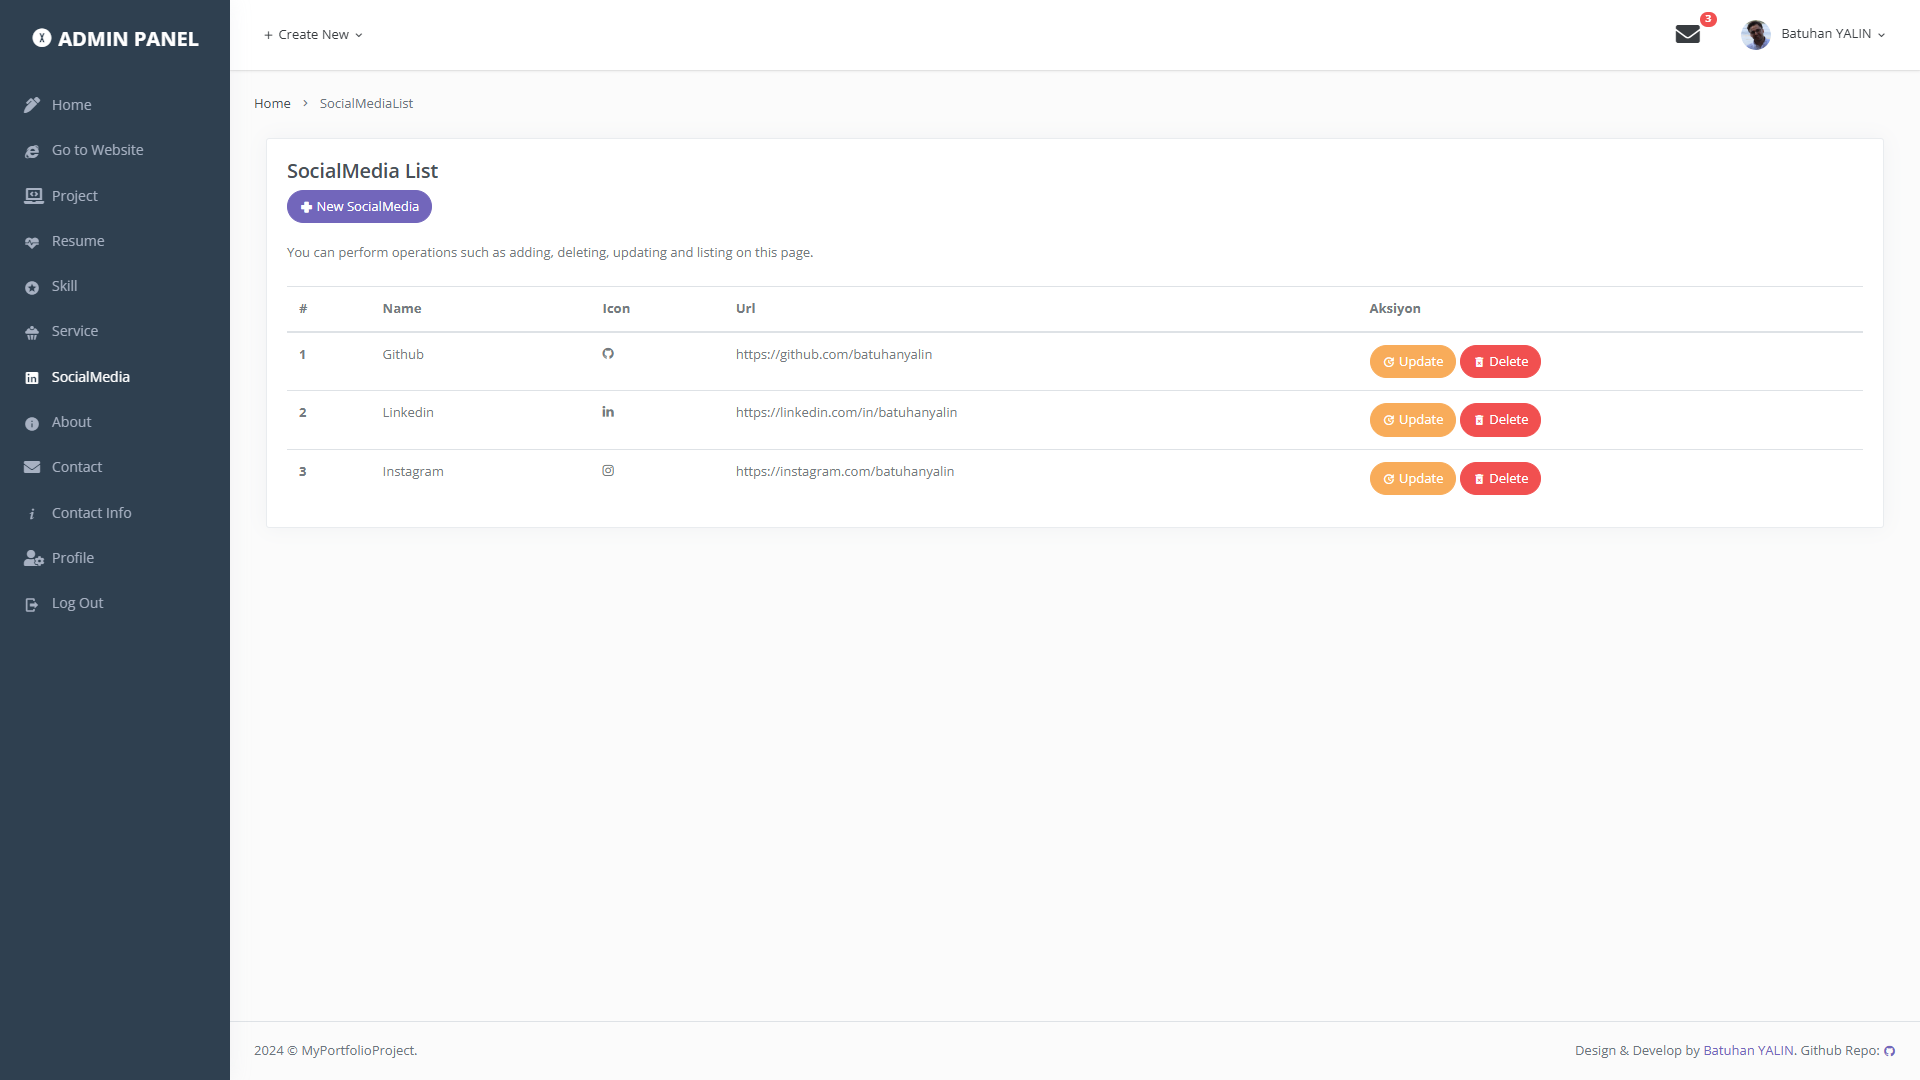 ADMIN PANEL
+ Create New
3
Batuhan YALIN
Home
Go to Website
Project
Resume
Skill
Service
SocialMedia
About
Contact
Contact Info
Profile
Log Out
Home > SocialMediaList
SocialMedia List
New SocialMedia
You can perform operations such as adding, deleting, updating and listing on this page.
# Name Icon Url Aksiyon
1 Github https://github.com/batuhanyalin Update Delete
2 Linkedin https://linkedin.com/in/batuhanyalin Update Delete
3 Instagram https://instagram.com/batuhanyalin Update Delete
2024 © MyPortfolioProject.
Design & Develop by Batuhan YALIN. Github Repo: